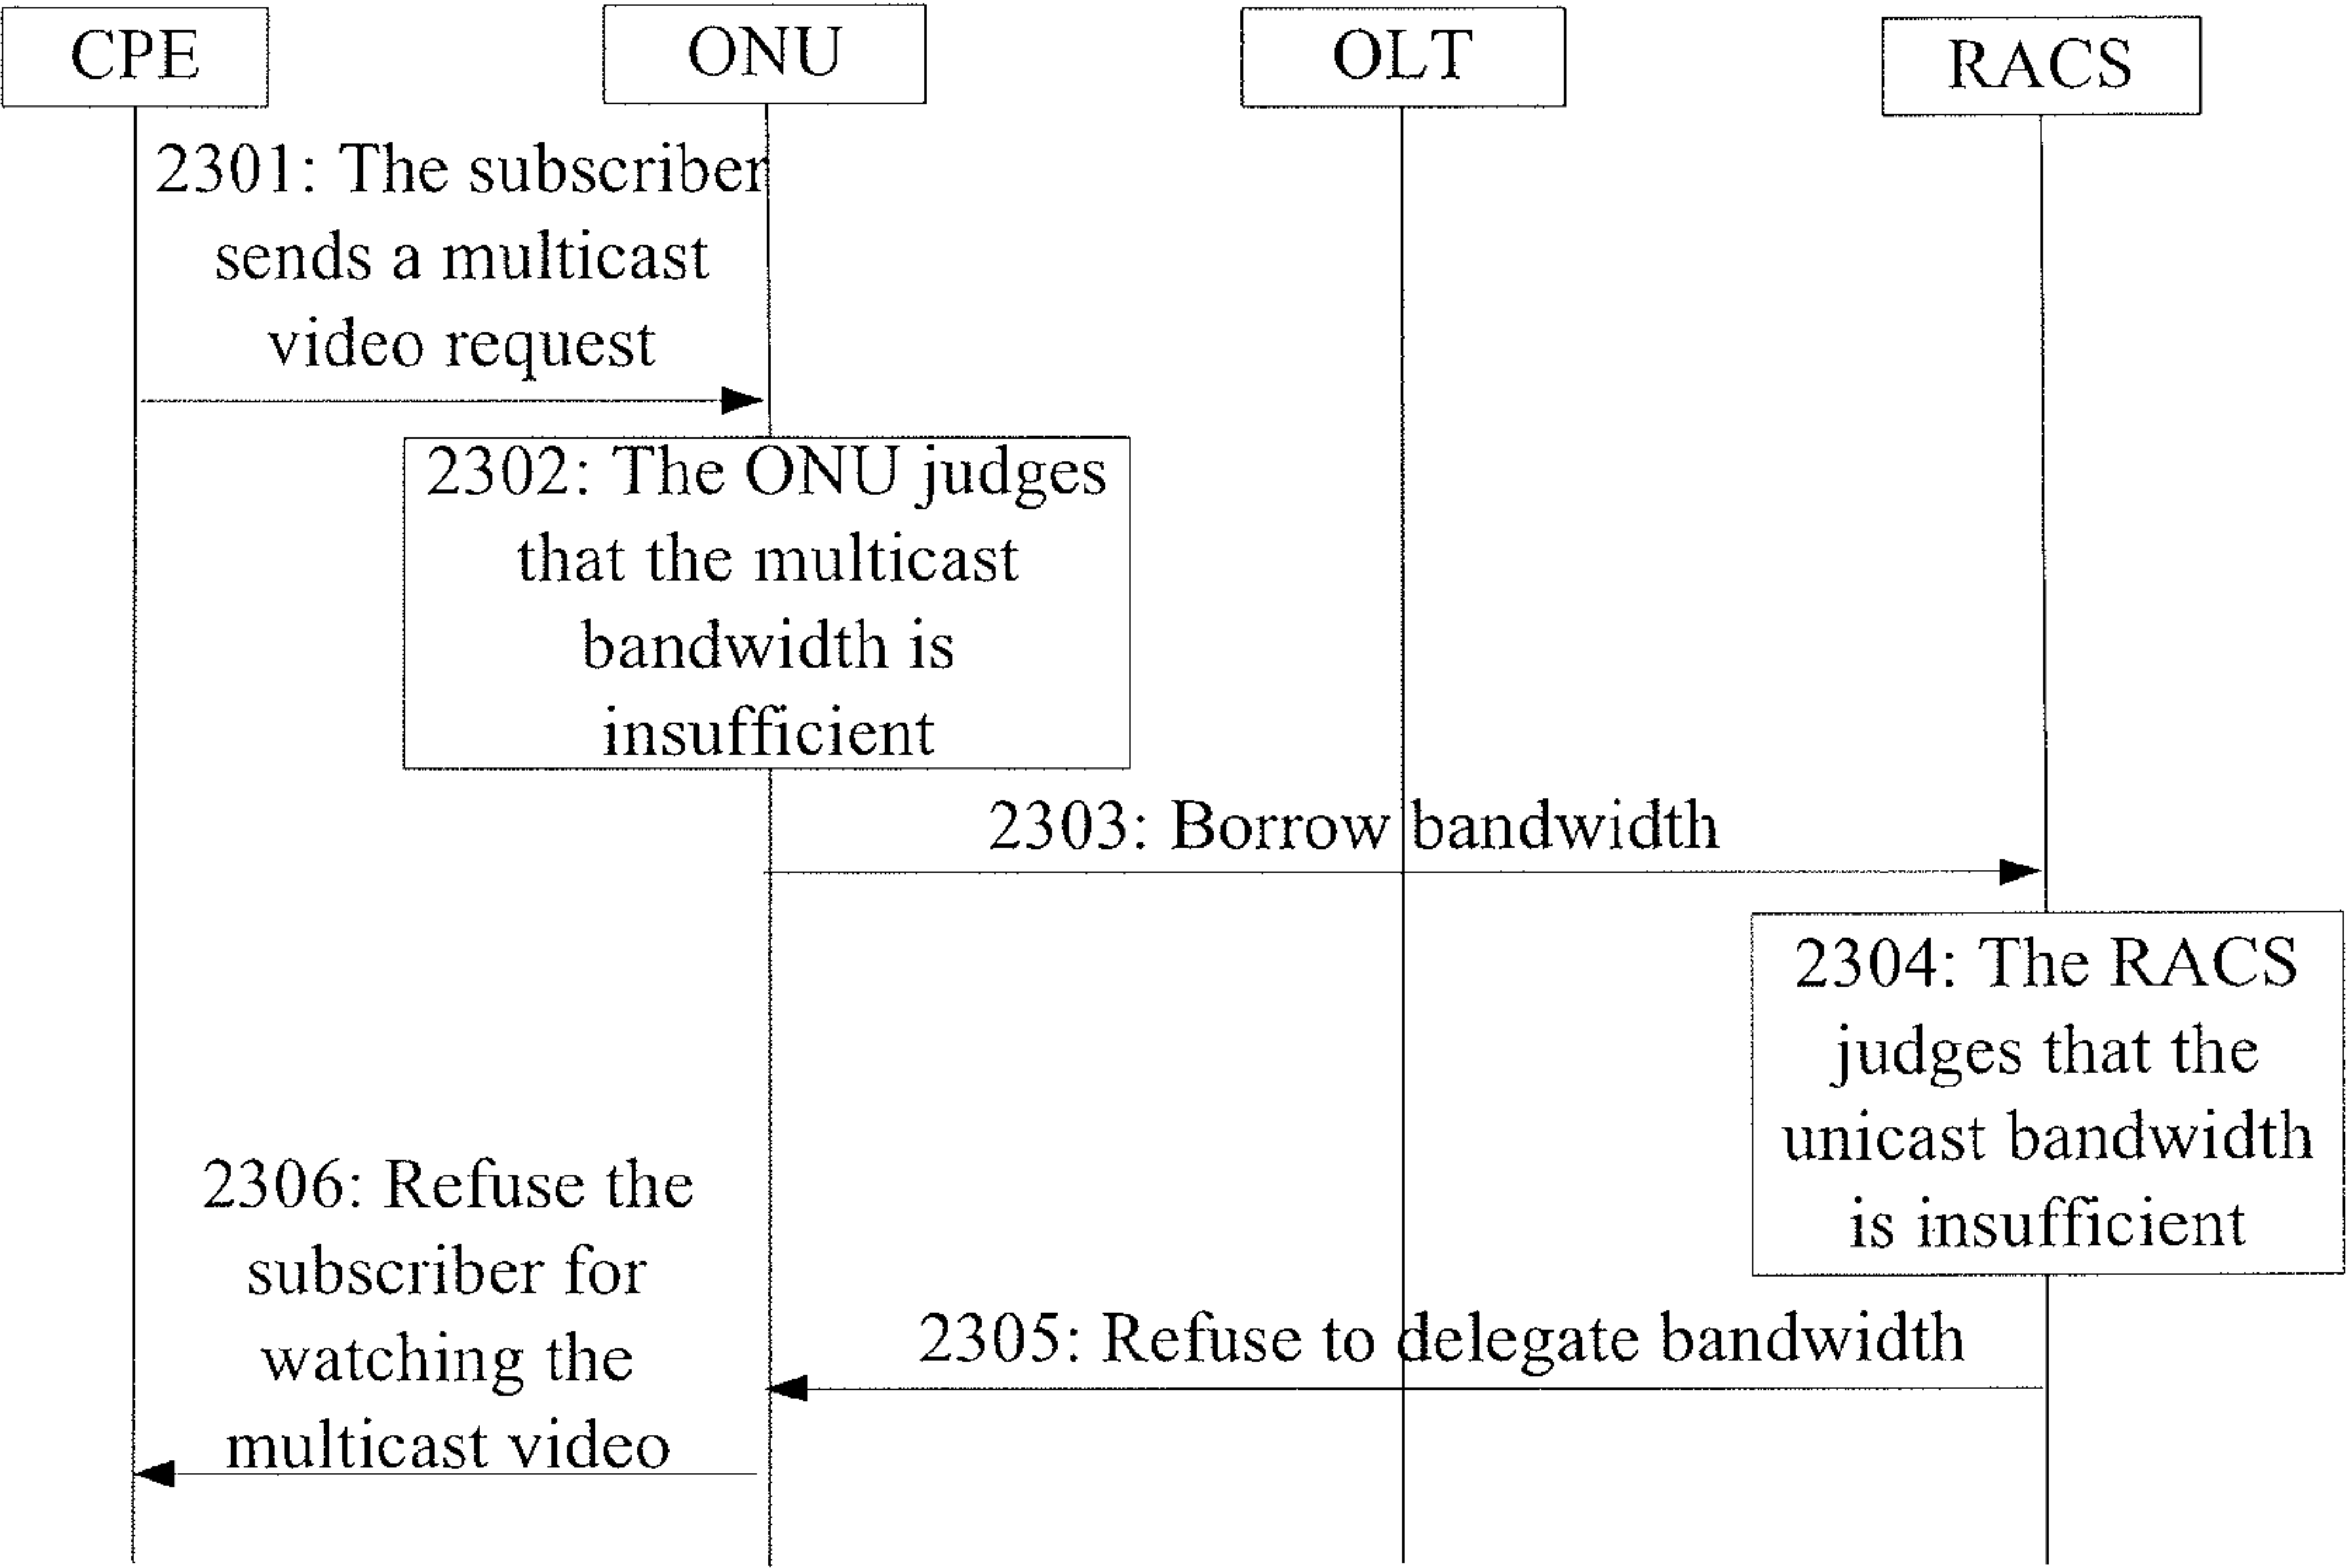 CPE
ONU
OLT
RACS
2301: The subscriber
sends a multicast
video request
2302: The ONU judges
that the multicast
bandwidth is
insufficient
2303: Borrow bandwidth
2304: The RACS
judges that the
unicast bandwidth
is insufficient
2305: Refuse to delegate bandwidth
2306: Refuse the
subscriber for
watching the
multicast video